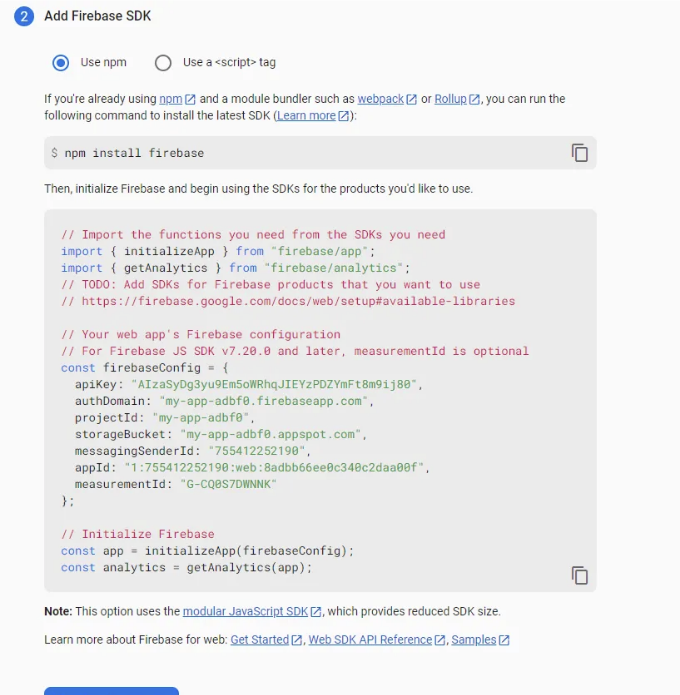 2 Add Firebase SDK
Use npm Use a <script> tag
If you're already using npm and a module bundler such as webpack or Rollup, you can run the
following command to install the latest SDK (Learn more):
$ npm install firebase
Then, initialize Firebase and begin using the SDKs for the products you'd like to use.
// Import the functions you need from the SDKs you need
import { initializeApp } from "firebase/app";
import { getAnalytics } from "firebase/analytics";
// TODO: Add SDKs for Firebase products that you want to use
// https://firebase.google.com/docs/web/setup#available-libraries
// Your web app's Firebase configuration
// For Firebase JS SDK v7.20.0 and later, measurementId is optional
const firebaseConfig = {
apiKey: "AIzaSyDg3yu9Em5oWRhqJIEYzPDZYmFt8m9ij80",
authDomain: "my-app-adbf0.firebaseapp.com",
projectId: "my-app-adbf0",
storageBucket: "my-app-adbf0.appspot.com",
messagingSenderId: "755412252190",
appId: "1:755412252190:web:8adbb66ee0c340c2daa00f",
measurementId: "G-CQ0S7DWNNK"
};
// Initialize Firebase
const app = initializeApp(firebaseConfig);
const analytics = getAnalytics(app);
Note: This option uses the modular JavaScript SDK, which provides reduced SDK size.
Learn more about Firebase for web: Get Started, Web SDK API Reference, Samples